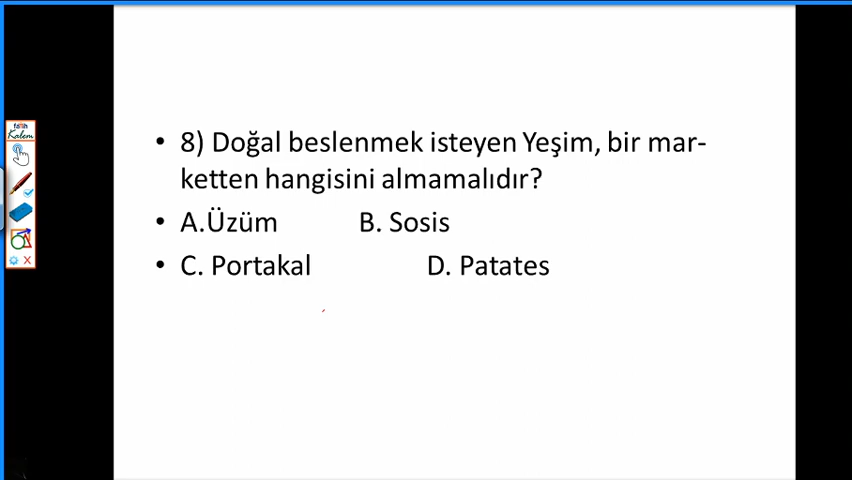 fatih
Kalem
• 8) Doğal beslenmek isteyen Yeşim, bir mar-
ketten hangisini almamalıdır?
• A.Üzüm B. Sosis
• C. Portakal D. Patates